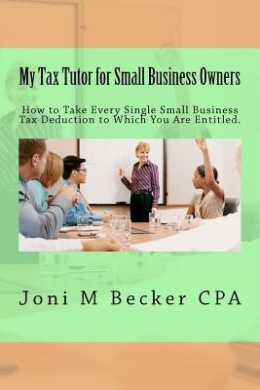 My Tax Tutor for Small Business Owners
How to Take Every Single Small Business
Tax Deduction to Which You Are Entitled.
Joni M Becker CPA